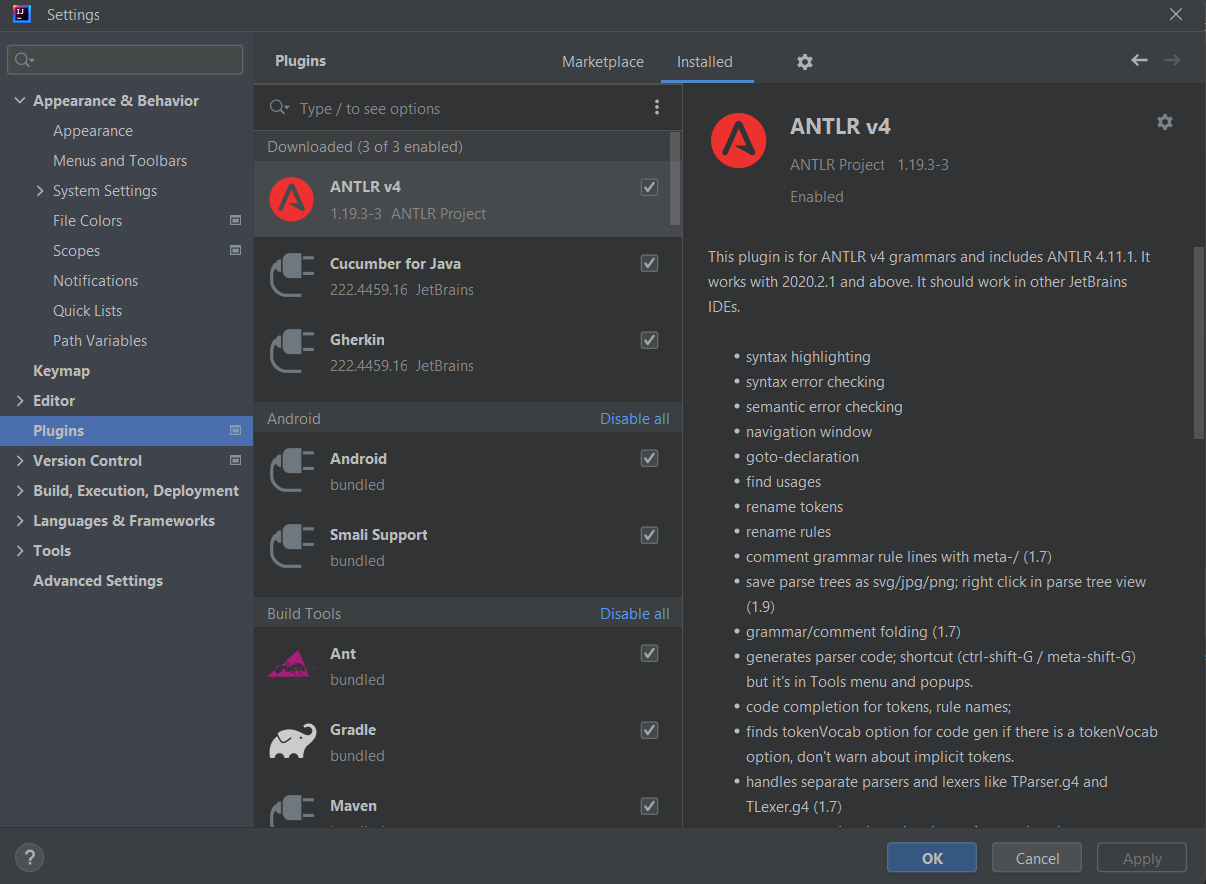 Settings
Appearance & Behavior
Appearance
Menus and Toolbars
System Settings
File Colors
Scopes
Notifications
Quick Lists
Path Variables
Keymap
Editor
Plugins
Version Control
Build, Execution, Deployment
Languages & Frameworks
Tools
Advanced Settings
Plugins
Marketplace
Installed
Type / to see options
Downloaded (3 of 3 enabled)
ANTLR v4
1.19.3-3 ANTLR Project
Cucumber for Java
222.4459.16 JetBrains
Gherkin
222.4459.16 JetBrains
Android Disable all
Android
bundled
Smali Support
bundled
Build Tools Disable all
Ant
bundled
Gradle
bundled
Maven
ANTLR v4
ANTLR Project 1.19.3-3
Enabled
This plugin is for ANTLR v4 grammars and includes ANTLR 4.11.1. It
works with 2020.2.1 and above. It should work in other JetBrains
IDEs.
• syntax highlighting
• syntax error checking
• semantic error checking
• navigation window
• goto-declaration
• find usages
• rename tokens
• rename rules
• comment grammar rule lines with meta-/ (1.7)
• save parse trees as svg/jpg/png; right click in parse tree view
(1.9)
• grammar/comment folding (1.7)
• generates parser code; shortcut (ctrl-shift-G / meta-shift-G)
but it's in Tools menu and popups.
• code completion for tokens, rule names;
• finds tokenVocab option for code gen if there is a tokenVocab
option, don't warn about implicit tokens.
• handles separate parsers and lexers like TParser.g4 and
TLexer.g4 (1.7)
?
OK
Cancel
Apply